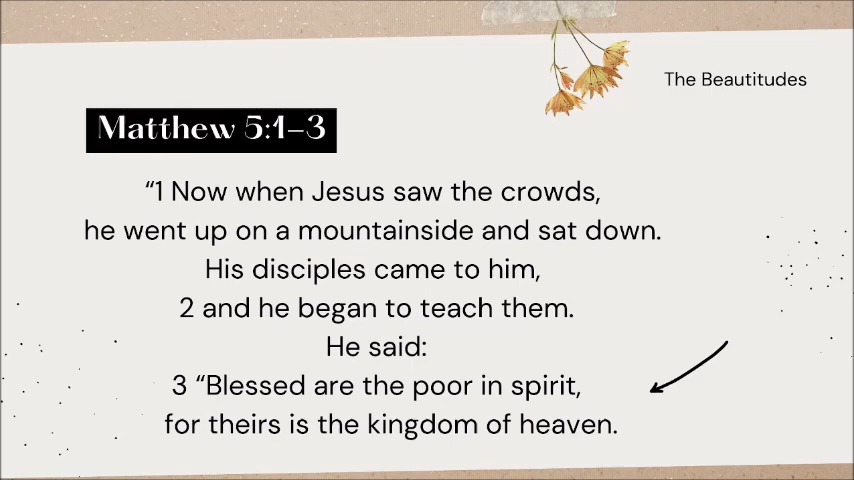 The Beautitudes
Matthew 5:1–3
“1 Now when Jesus saw the crowds,
he went up on a mountainside and sat down.
His disciples came to him,
2 and he began to teach them.
He said:
3 “Blessed are the poor in spirit,
for theirs is the kingdom of heaven.